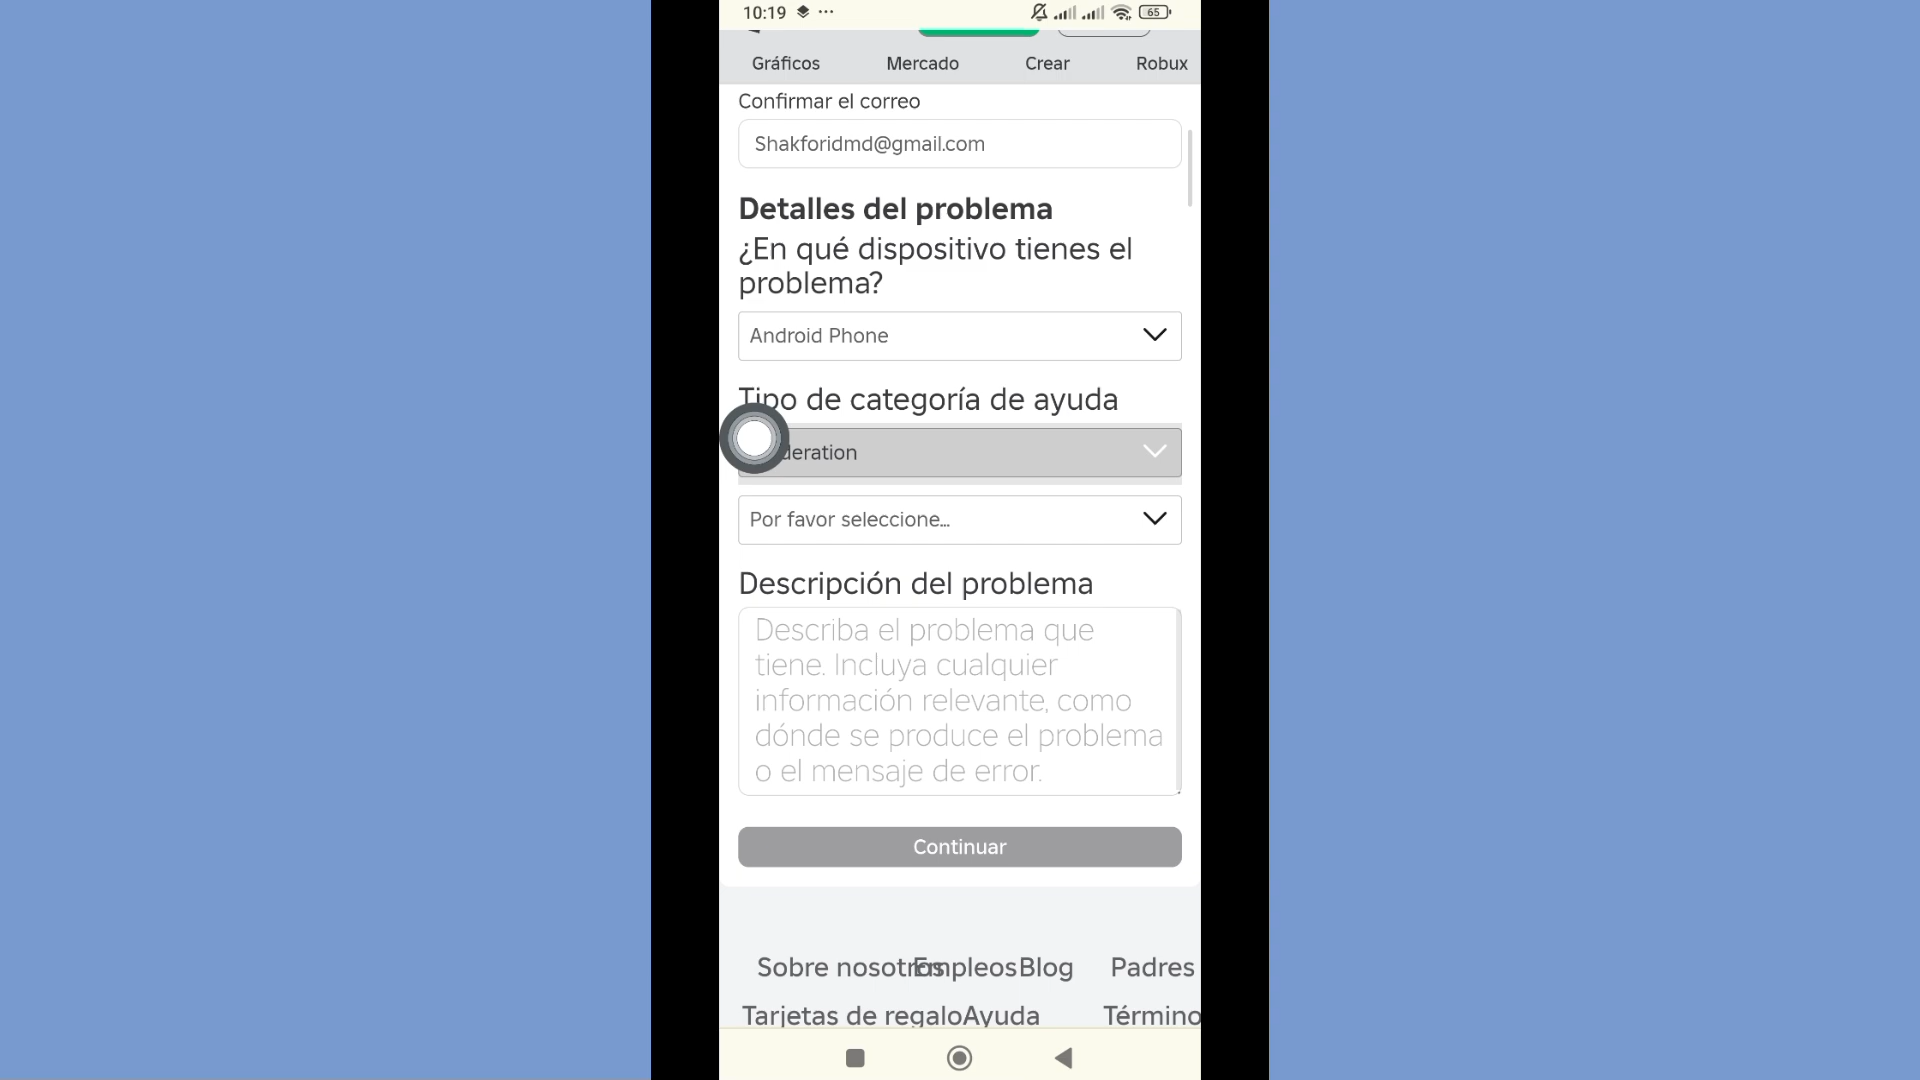 10:19
65
Gráficos Mercado Crear Robux
Confirmar el correo
Shakforidmd@gmail.com
Detalles del problema
¿En qué dispositivo tienes el
problema?
Android Phone
Tipo de categoría de ayuda
deration
Por favor seleccione...
Descripción del problema
Describa el problema que
tiene. Incluya cualquier
información relevante, como
dónde se produce el problema
o el mensaje de error.
Continuar
Sobre nosotros Empleos Blog Padres
Tarjetas de regalo Ayuda Término